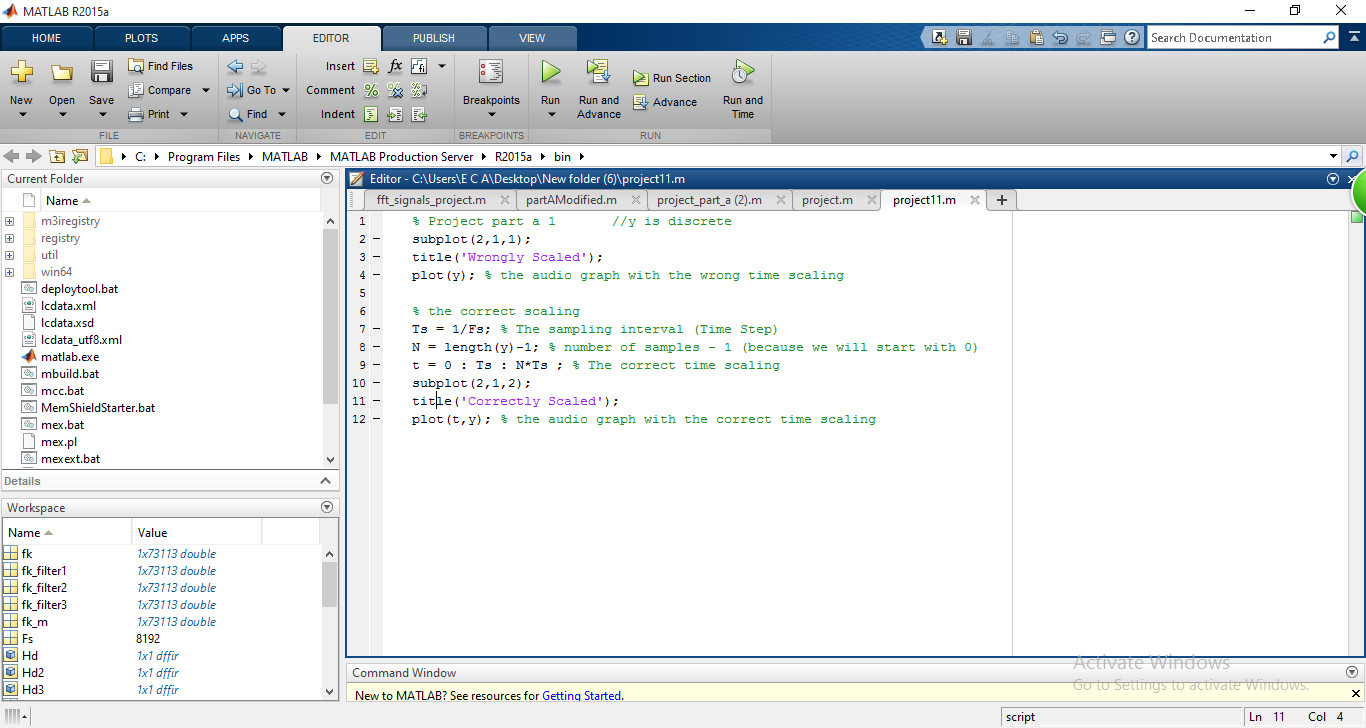 MATLAB R2015a
HOME PLOTS APPS EDITOR PUBLISH VIEW
Search Documentation
New Open Save Find Files Compare Print
Go To Find
Insert fx
Comment % %
Indent
Breakpoints
Run Run and Advance Run Section Advance Run and Time
FILE NAVIGATE EDIT BREAKPOINTS RUN
C: Program Files MATLAB MATLAB Production Server R2015a bin
Current Folder
Name
m3iregistry
registry
util
win64
deploytool.bat
lcdata.xml
lcdata.xsd
lcdata_utf8.xml
matlab.exe
mbuild.bat
mcc.bat
MemShieldStarter.bat
mex.bat
mex.pl
mexext.bat
Details
Workspace
Name Value
fk 1x73113 double
fk_filter1 1x73113 double
fk_filter2 1x73113 double
fk_filter3 1x73113 double
fk_m 1x73113 double
Fs 8192
Hd 1x1 dffir
Hd2 1x1 dffir
Hd3 1x1 dffir
Editor - C:\Users\E C A\Desktop\New folder (6)\project11.m
fft_signals_project.m partAModified.m project_part_a (2).m project.m project11.m +
1 % Project part a 1 //y is discrete
2 – subplot(2,1,1);
3 – title('Wrongly Scaled');
4 – plot(y); % the audio graph with the wrong time scaling
5
6 % the correct scaling
7 – Ts = 1/Fs; % The sampling interval (Time Step)
8 – N = length(y)-1; % number of samples - 1 (because we will start with 0)
9 – t = 0 : Ts : N*Ts ; % The correct time scaling
10 – subplot(2,1,2);
11 – title('Correctly Scaled');
12 – plot(t,y); % the audio graph with the correct time scaling
Command Window
New to MATLAB? See resources for Getting Started.
Activate Windows
Go to Settings to activate Windows.
script Ln 11 Col 4